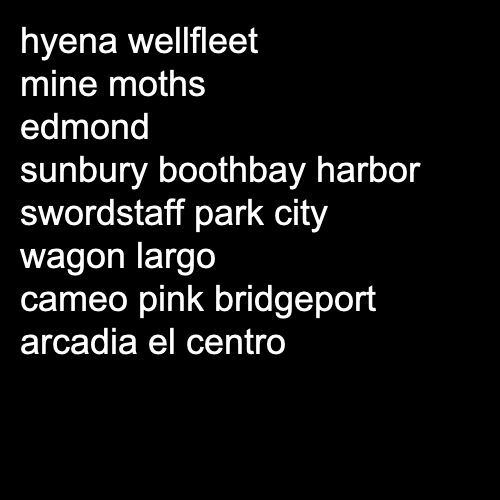 hyena wellfleet
mine moths
edmond
sunbury boothbay harbor
swordstaff park city
wagon largo
cameo pink bridgeport
arcadia el centro